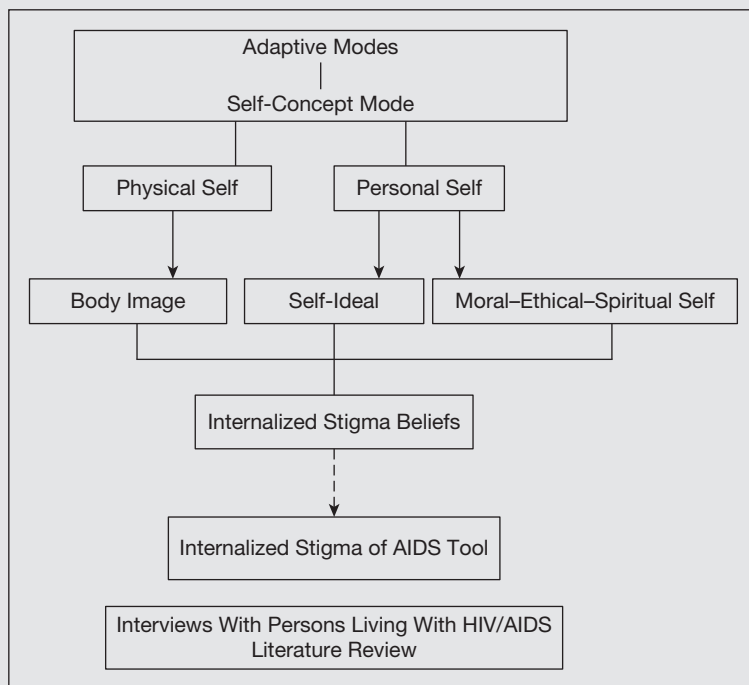 Adaptive Modes
Self-Concept Mode
Physical Self
Personal Self
Body Image
Self-Ideal
Moral–Ethical–Spiritual Self
Internalized Stigma Beliefs
Internalized Stigma of AIDS Tool
Interviews With Persons Living With HIV/AIDS
Literature Review